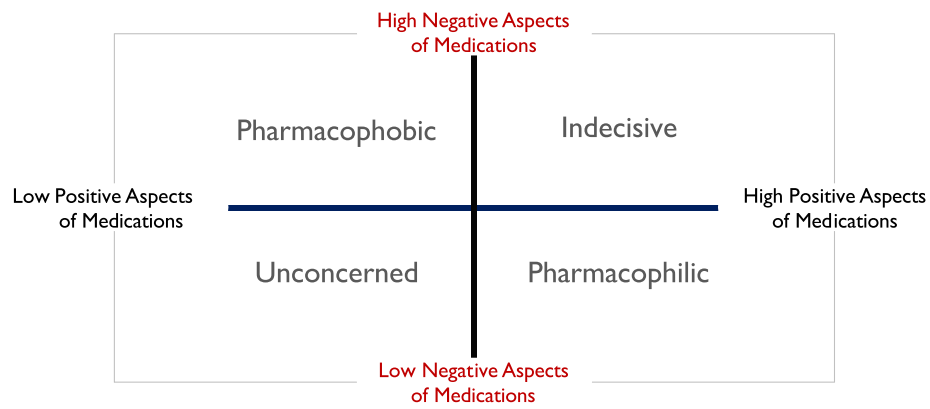 High Negative Aspects
of Medications
Pharmacophobic
Indecisive
Low Positive Aspects
of Medications
High Positive Aspects
of Medications
Unconcerned
Pharmacophilic
Low Negative Aspects
of Medications